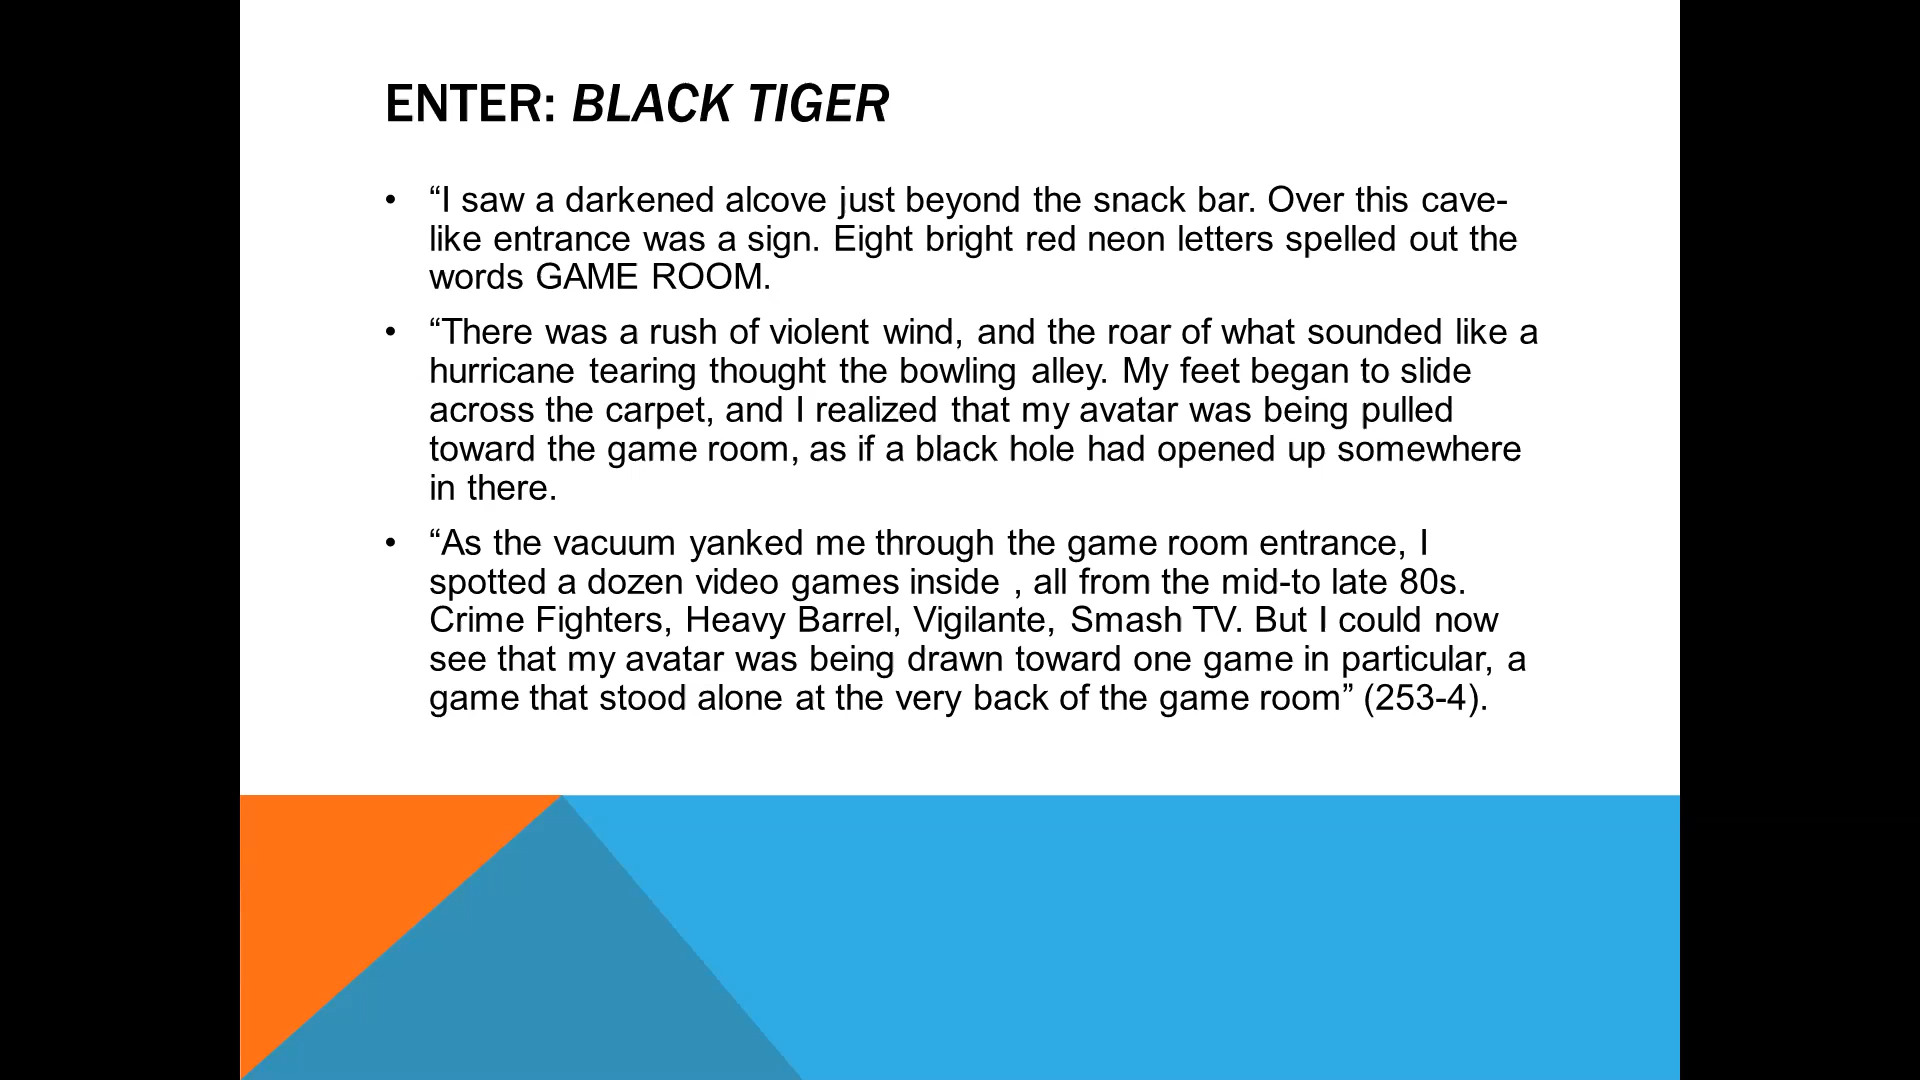 ENTER: BLACK TIGER
• “I saw a darkened alcove just beyond the snack bar. Over this cave-
like entrance was a sign. Eight bright red neon letters spelled out the
words GAME ROOM.
• “There was a rush of violent wind, and the roar of what sounded like a
hurricane tearing thought the bowling alley. My feet began to slide
across the carpet, and I realized that my avatar was being pulled
toward the game room, as if a black hole had opened up somewhere
in there.
• “As the vacuum yanked me through the game room entrance, I
spotted a dozen video games inside , all from the mid-to late 80s.
Crime Fighters, Heavy Barrel, Vigilante, Smash TV. But I could now
see that my avatar was being drawn toward one game in particular, a
game that stood alone at the very back of the game room” (253-4).